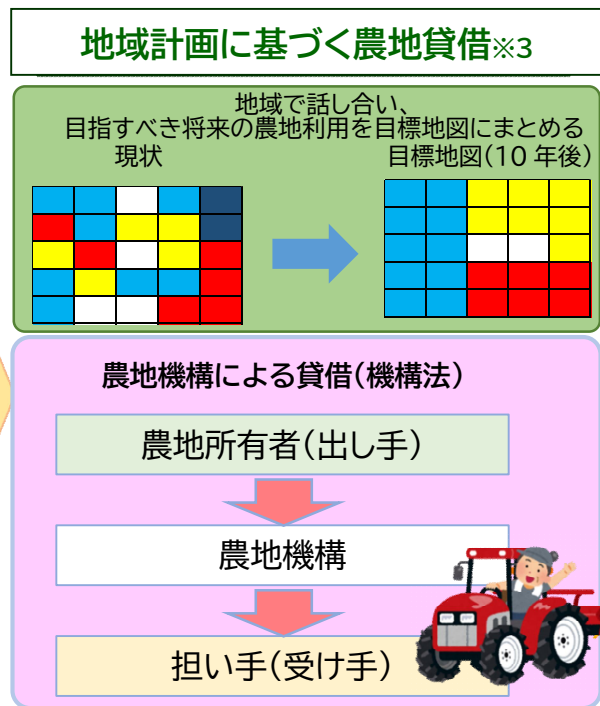 地域計画に基づく農地貸借※3
地域で話し合い、
目指すべき将来の農地利用を目標地図にまとめる
現状
目標地図(10年後)
農地機構による貸借(機構法)
農地所有者(出し手)
農地機構
担い手(受け手)